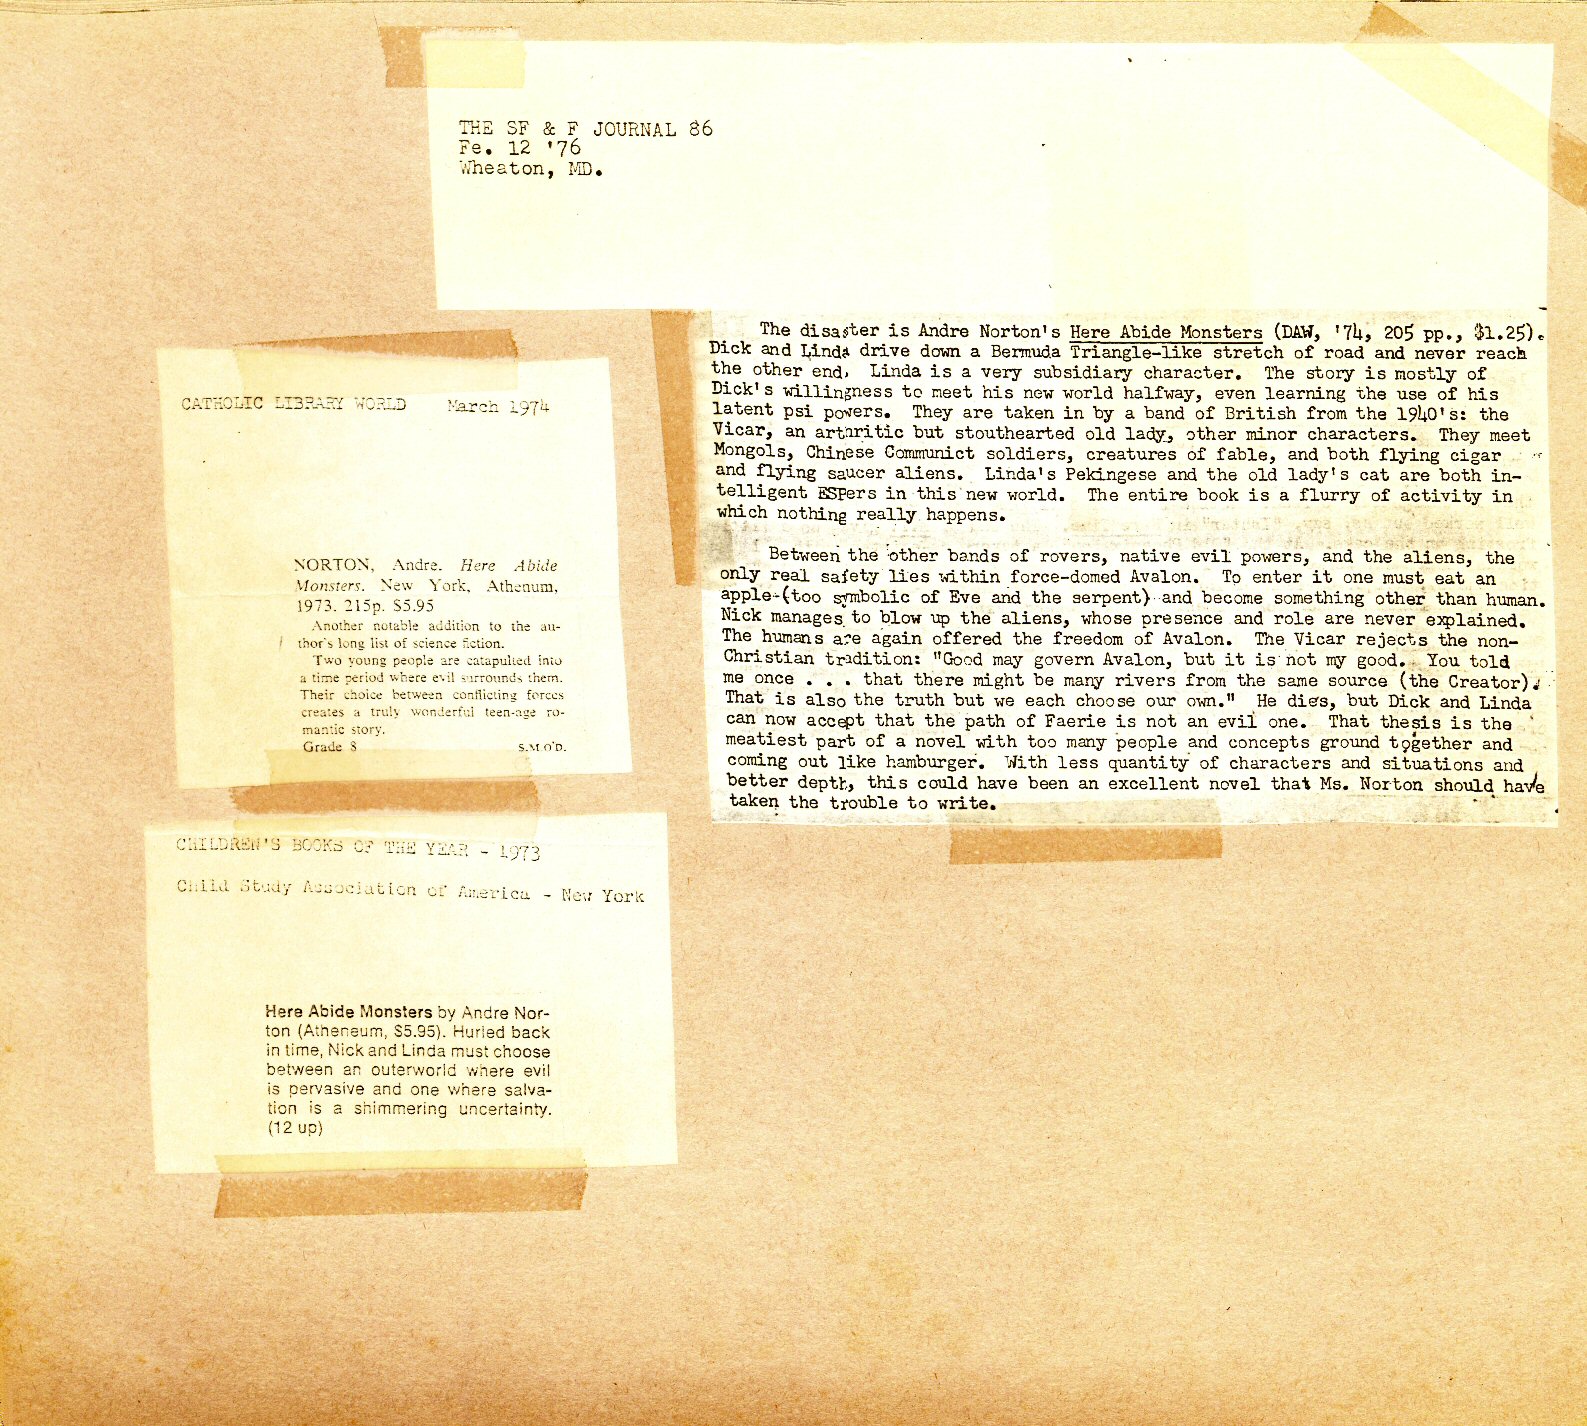 THE SF & F JOURNAL 86
Fe. 12 '76
Wheaton, MD.
The disaster is Andre Norton's Here Abide Monsters (DAW, '74, 205 pp., $1.25).
Dick and Linda drive down a Bermuda Triangle-like stretch of road and never reach
the other end. Linda is a very subsidiary character. The story is mostly of
Dick's willingness to meet his new world halfway, even learning the use of his
latent psi powers. They are taken in by a band of British from the 1940's: the
Vicar, an arthritic but stouthearted old lady, other minor characters. They meet
Mongols, Chinese Communict soldiers, creatures of fable, and both flying cigar
and flying saucer aliens. Linda's Pekingese and the old lady's cat are both in-
telligent ESPers in this new world. The entire book is a flurry of activity in
which nothing really happens.
Between the other bands of rovers, native evil powers, and the aliens, the
only real safety lies within force-domed Avalon. To enter it one must eat an
apple-(too symbolic of Eve and the serpent) and become something other than human.
Nick manages to blow up the aliens, whose presence and role are never explained.
The humans are again offered the freedom of Avalon. The Vicar rejects the non-
Christian tradition: "Good may govern Avalon, but it is not my good. You told
me once . . . that there might be many rivers from the same source (the Creator).
That is also the truth but we each choose our own." He dies, but Dick and Linda
can now accept that the path of Faerie is not an evil one. That thesis is the
meatiest part of a novel with too many people and concepts ground together and
coming out like hamburger. With less quantity of characters and situations and
better depth, this could have been an excellent novel that Ms. Norton should have
taken the trouble to write.
CATHOLIC LIBRARY WORLD March 1974
NORTON, Andre. Here Abide
Monsters. New York, Athenum,
1973. 215p. $5.95
Another notable addition to the au-
thor's long list of science fiction.
Two young people are catapulted into
a time period where evil surrounds them.
Their choice between conflicting forces
creates a truly wonderful teen-age ro-
mantic story.
Grade 8 S.M.O'D.
CHILDREN'S BOOKS OF THE YEAR - 1973
Child Study Association of America - New York
Here Abide Monsters by Andre Nor-
ton (Atheneum, $5.95). Hurled back
in time, Nick and Linda must choose
between an outerworld where evil
is pervasive and one where salva-
tion is a shimmering uncertainty.
(12 up)